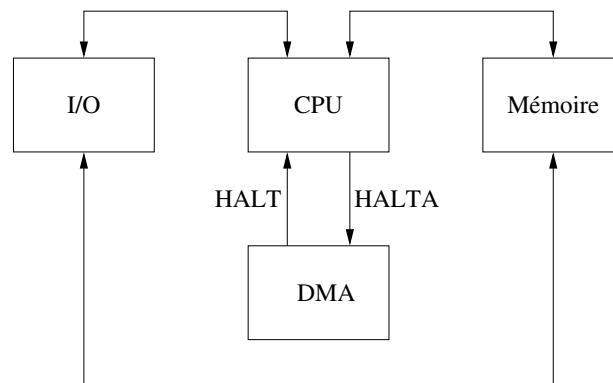 I/O
CPU
Mémoire
HALT
HALTA
DMA